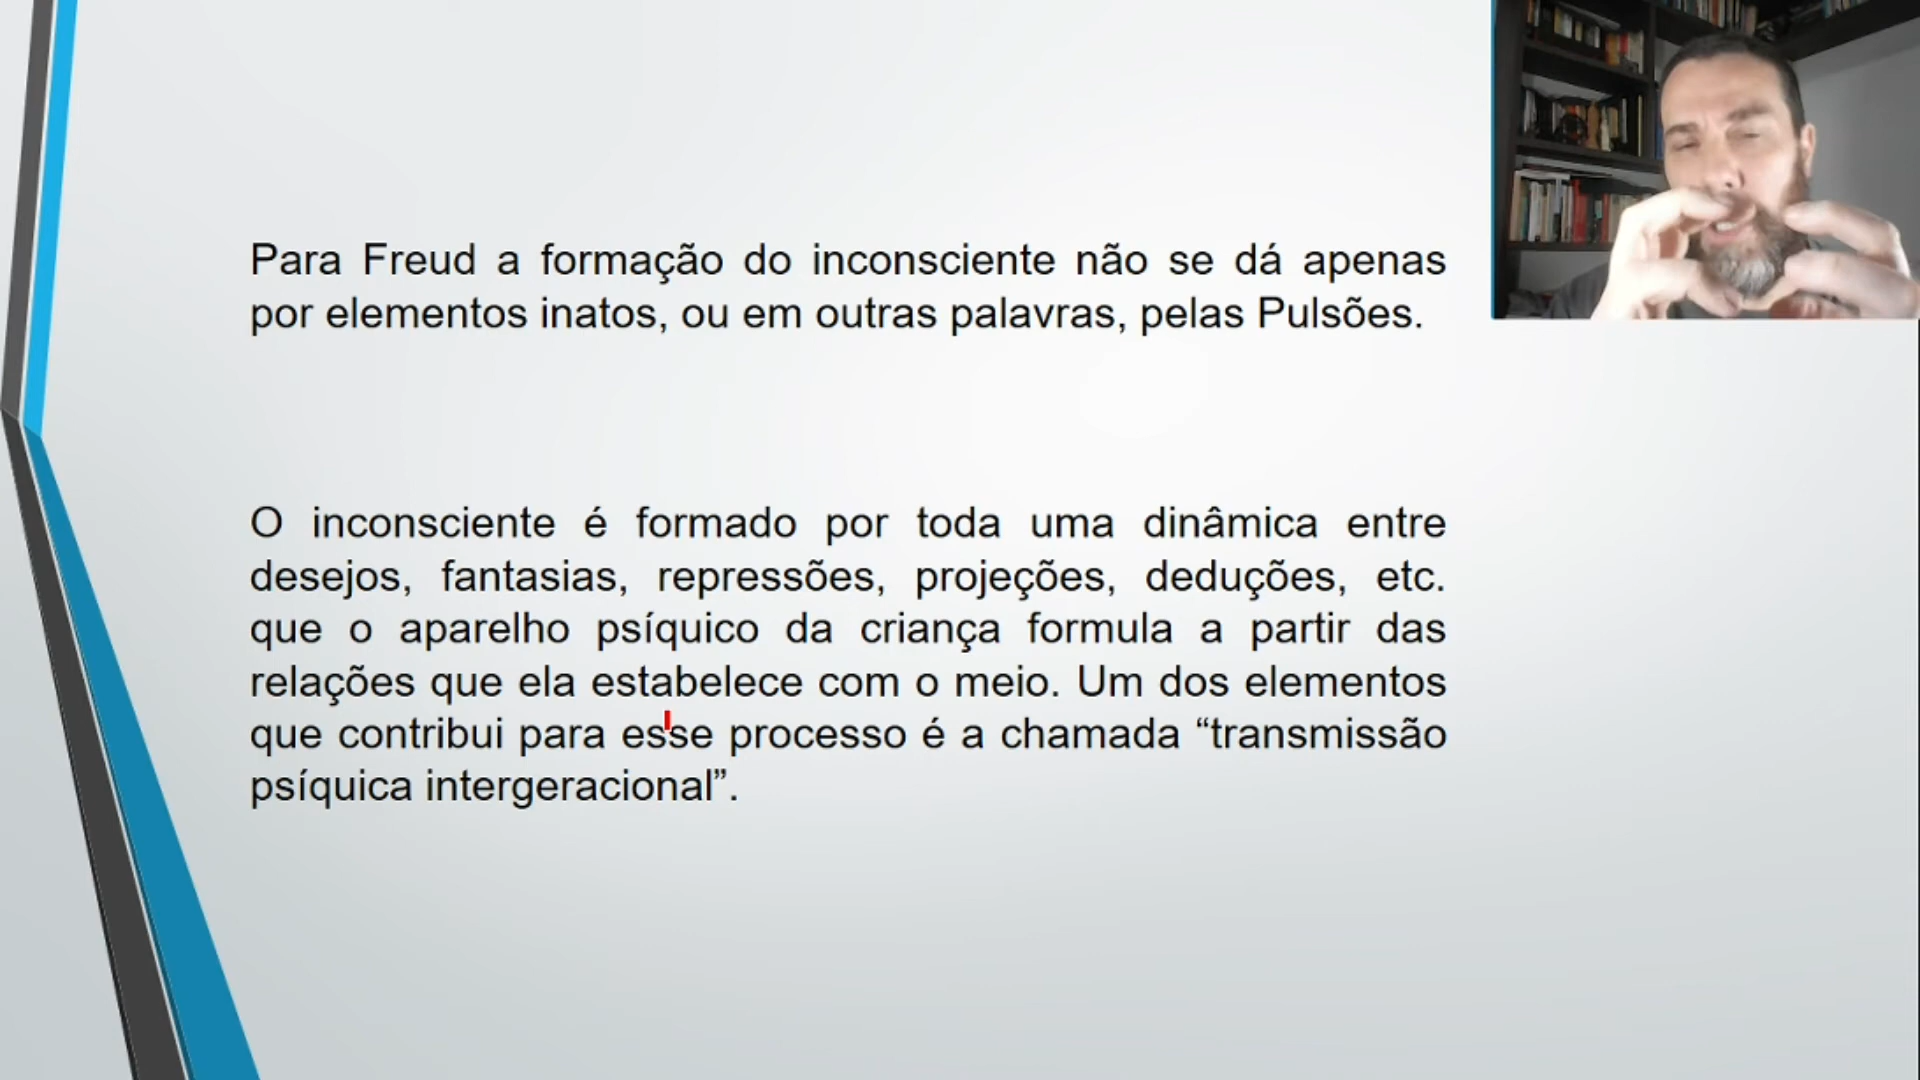 Para Freud a formação do inconsciente não se dá apenas
por elementos inatos, ou em outras palavras, pelas Pulsões.
O inconsciente é formado por toda uma dinâmica entre
desejos, fantasias, repressões, projeções, deduções, etc.
que o aparelho psíquico da criança formula a partir das
relações que ela estabelece com o meio. Um dos elementos
que contribui para esse processo é a chamada “transmissão
psíquica intergeracional”.